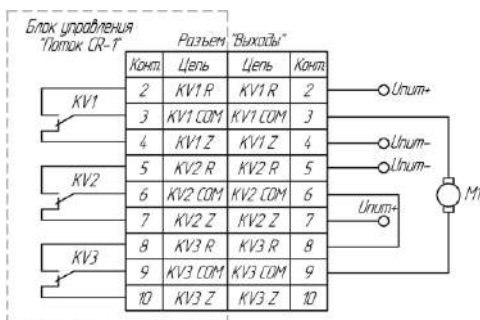 Блок управления
"Поток CR-1"
Разъем "Выходы"
Конт. Цепь Цепь Конт.
2 KV1 R KV1 R 2
3 KV1 COM KV1 COM 3
4 KV1 Z KV1 Z 4
5 KV2 R KV2 R 5
6 KV2 COM KV2 COM 6
7 KV2 Z KV2 Z 7
8 KV3 R KV3 R 8
9 KV3 COM KV3 COM 9
10 KV3 Z KV3 Z 10
KV1
KV2
KV3
Uпит+
Uпит-
Uпит-
Uпит+
M1